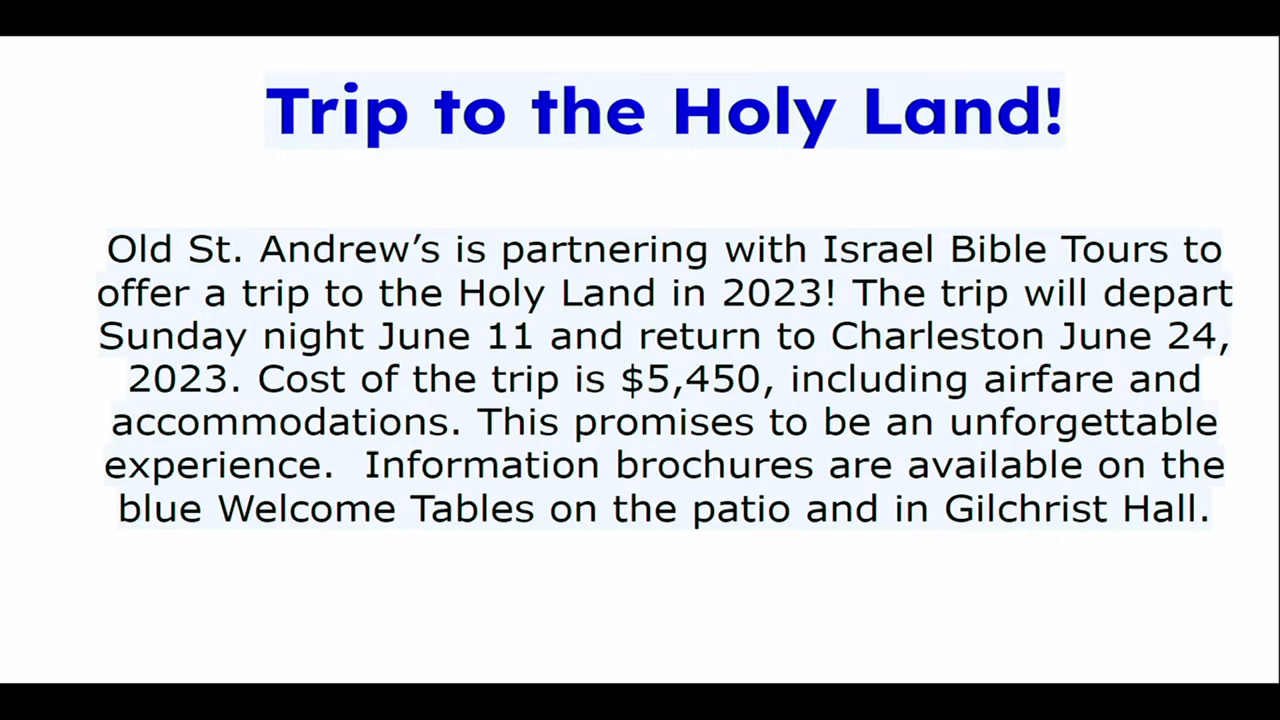 Trip to the Holy Land!
Old St. Andrew’s is partnering with Israel Bible Tours to
offer a trip to the Holy Land in 2023! The trip will depart
Sunday night June 11 and return to Charleston June 24,
2023. Cost of the trip is $5,450, including airfare and
accommodations. This promises to be an unforgettable
experience.  Information brochures are available on the
blue Welcome Tables on the patio and in Gilchrist Hall.